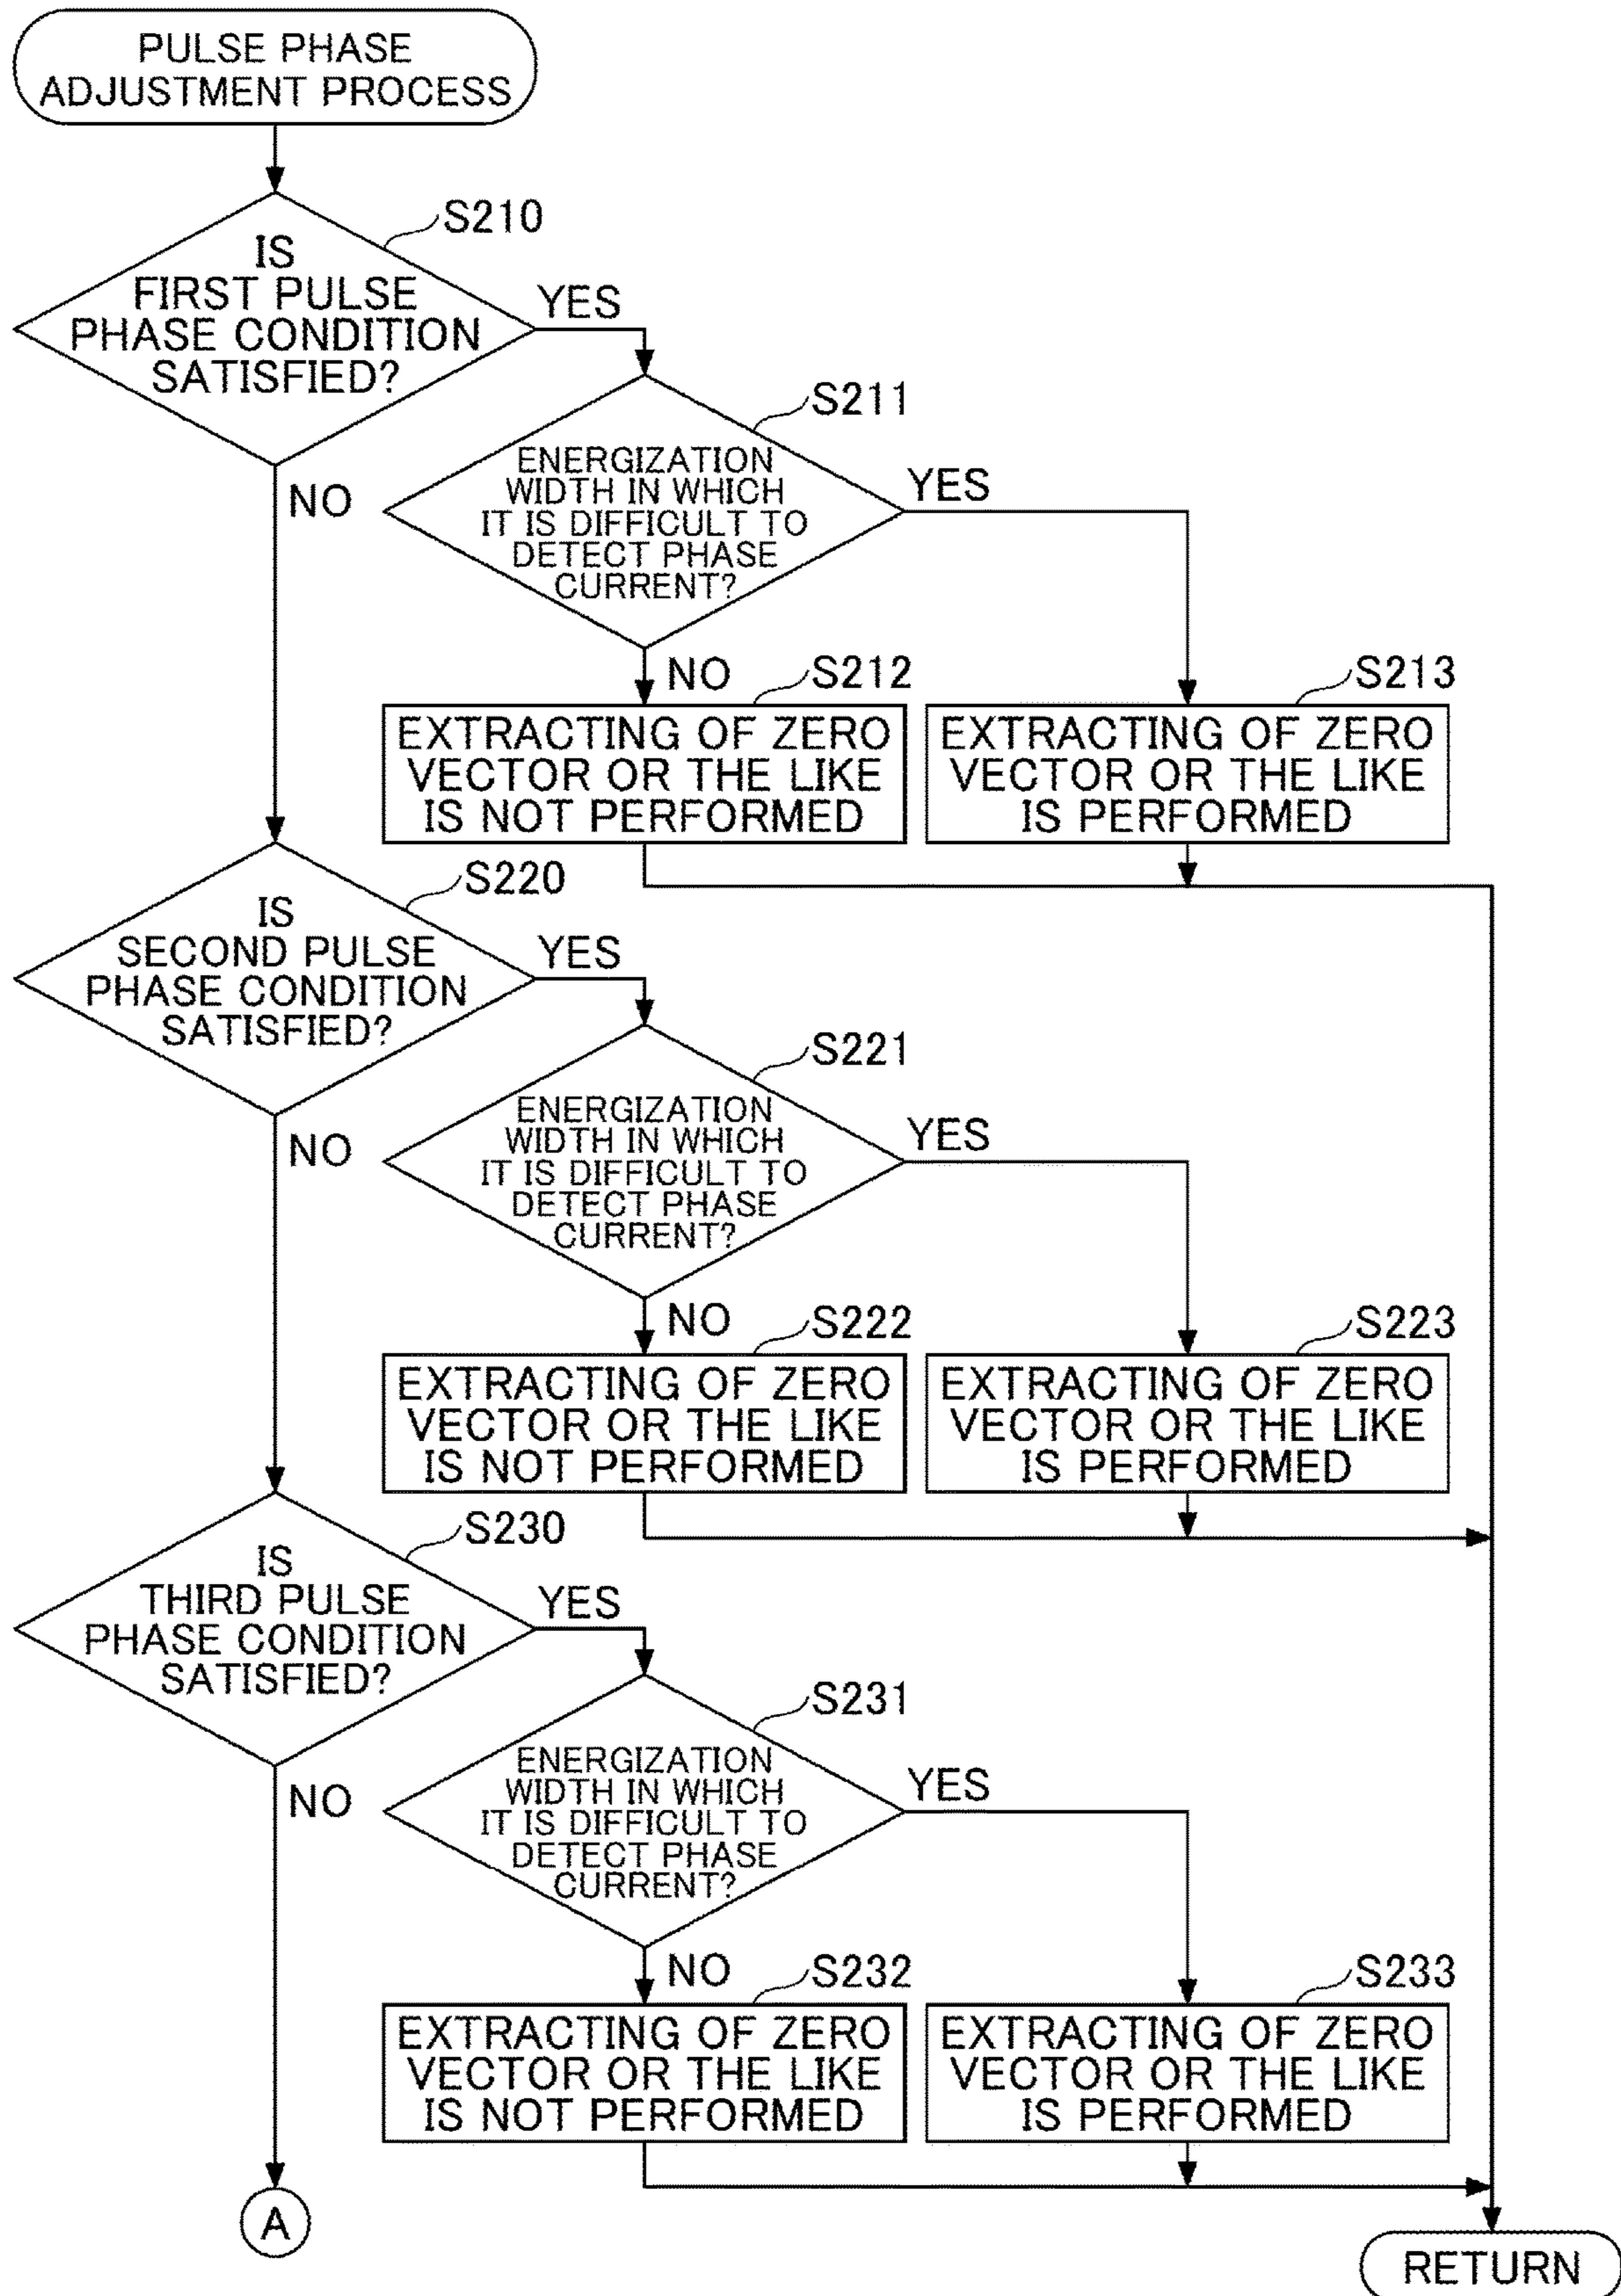 PULSE PHASE
ADJUSTMENT PROCESS
S210
IS
FIRST PULSE
PHASE CONDITION
SATISFIED?
YES
NO
S211
ENERGIZATION
WIDTH IN WHICH
IT IS DIFFICULT TO
DETECT PHASE
CURRENT?
YES
NO
S212
EXTRACTING OF ZERO
VECTOR OR THE LIKE
IS NOT PERFORMED
S213
EXTRACTING OF ZERO
VECTOR OR THE LIKE
IS PERFORMED
S220
IS
SECOND PULSE
PHASE CONDITION
SATISFIED?
YES
NO
S221
ENERGIZATION
WIDTH IN WHICH
IT IS DIFFICULT TO
DETECT PHASE
CURRENT?
YES
NO
S222
EXTRACTING OF ZERO
VECTOR OR THE LIKE
IS NOT PERFORMED
S223
EXTRACTING OF ZERO
VECTOR OR THE LIKE
IS PERFORMED
S230
IS
THIRD PULSE
PHASE CONDITION
SATISFIED?
YES
NO
S231
ENERGIZATION
WIDTH IN WHICH
IT IS DIFFICULT TO
DETECT PHASE
CURRENT?
YES
NO
S232
EXTRACTING OF ZERO
VECTOR OR THE LIKE
IS NOT PERFORMED
S233
EXTRACTING OF ZERO
VECTOR OR THE LIKE
IS PERFORMED
A
RETURN